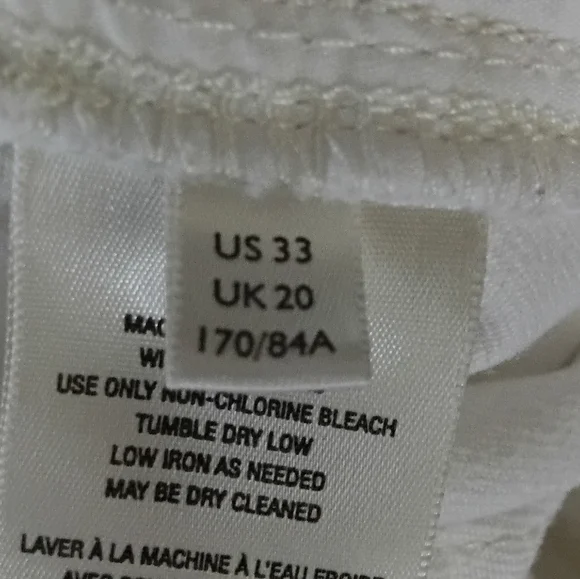 US 33
UK 20
170/84A
USE ONLY NON-CHLORINE BLEACH
TUMBLE DRY LOW
LOW IRON AS NEEDED
MAY BE DRY CLEANED
LAVER À LA MACHINE À L'EAU FROIDE